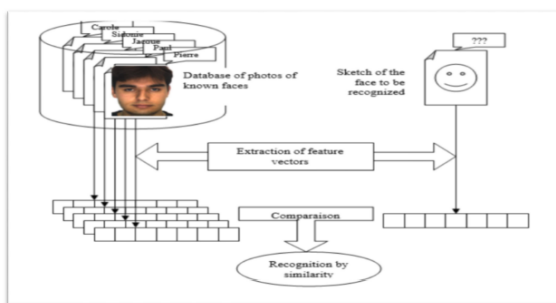 Carole
Sidonie
Jacque
Paul
Pierre
Database of photos of
known faces
???
Sketch of the
face to be
recognized
Extraction of feature
vectors
Comparaison
Recognition by
similarity